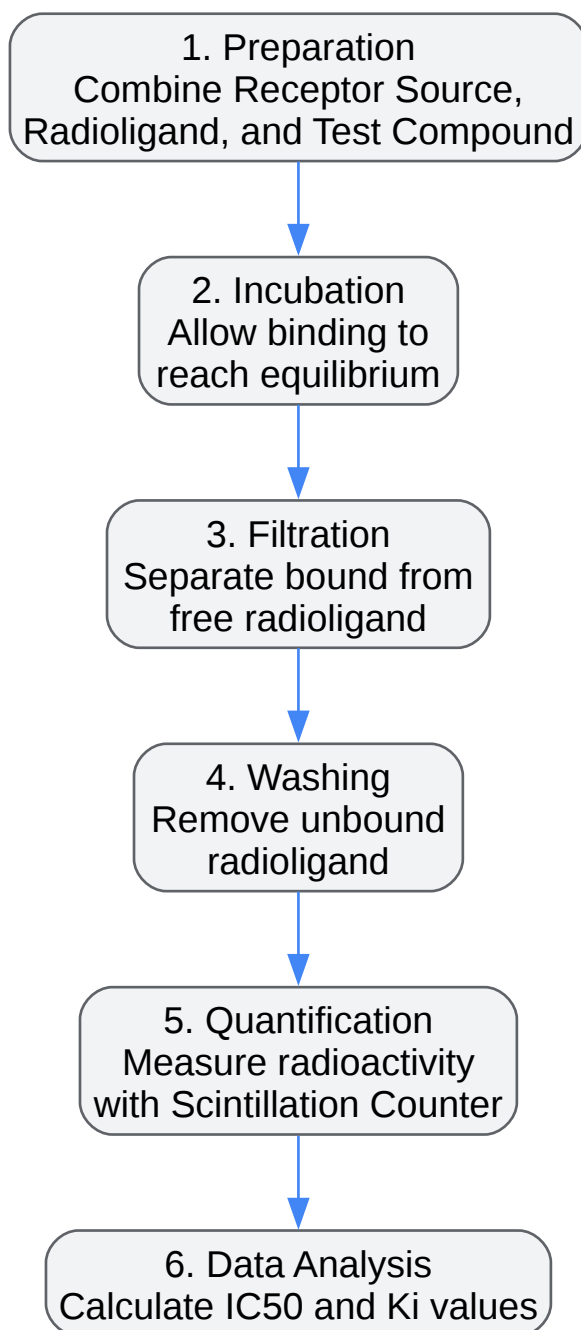 1. Preparation
Combine Receptor Source,
Radioligand, and Test Compound
2. Incubation
Allow binding to
reach equilibrium
3. Filtration
Separate bound from
free radioligand
4. Washing
Remove unbound
radioligand
5. Quantification
Measure radioactivity
with Scintillation Counter
6. Data Analysis
Calculate IC50 and Ki values